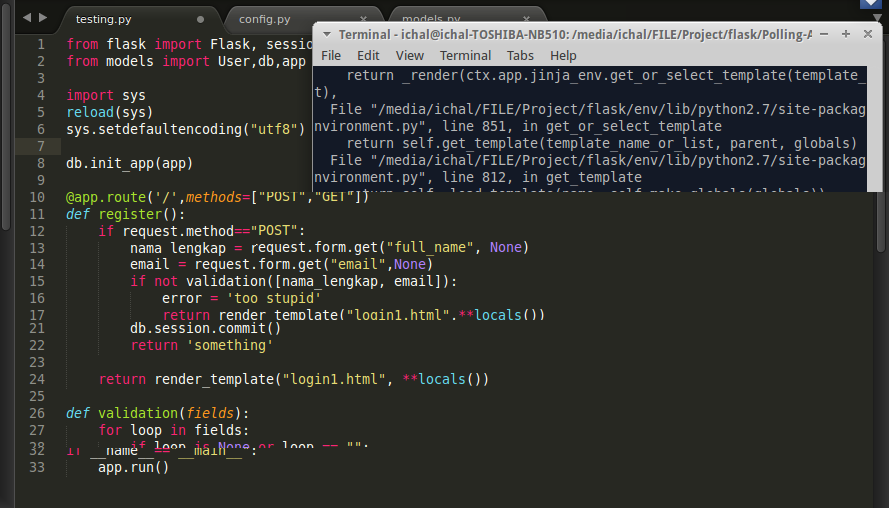 testing.py
config.py
models.py
Terminal - ichal@ichal-TOSHIBA-NB510: /media/ichal/FILE/Project/flask/Polling-A
File Edit View Terminal Tabs Help
return _render(ctx.app.jinja_env.get_or_select_template(template_
t),
File "/media/ichal/FILE/Project/flask/env/lib/python2.7/site-packag
nvironment.py", line 851, in get_or_select_template
return self.get_template(template_name_or_list, parent, globals)
File "/media/ichal/FILE/Project/flask/env/lib/python2.7/site-packag
nvironment.py", line 812, in get_template
return self._load_template(name, self.make_globals(globals))
1 from flask import Flask, sessio
2 from models import User,db,app
3
4 import sys
5 reload(sys)
6 sys.setdefaultencoding("utf8")
7
8 db.init_app(app)
9
10 @app.route('/',methods=["POST","GET"])
11 def register():
12 if request.method=="POST":
13 nama_lengkap = request.form.get("full_name", None)
14 email = request.form.get("email",None)
15 if not validation([nama_lengkap, email]):
16 error = 'too stupid'
17 return render_template("login1.html",**locals())
21 db.session.commit()
22 return 'something'
23
24 return render_template("login1.html", **locals())
25
26 def validation(fields):
27 for loop in fields:
28 if loop is None or loop == "":
32 if __name__ == '__main__':
33 app.run()